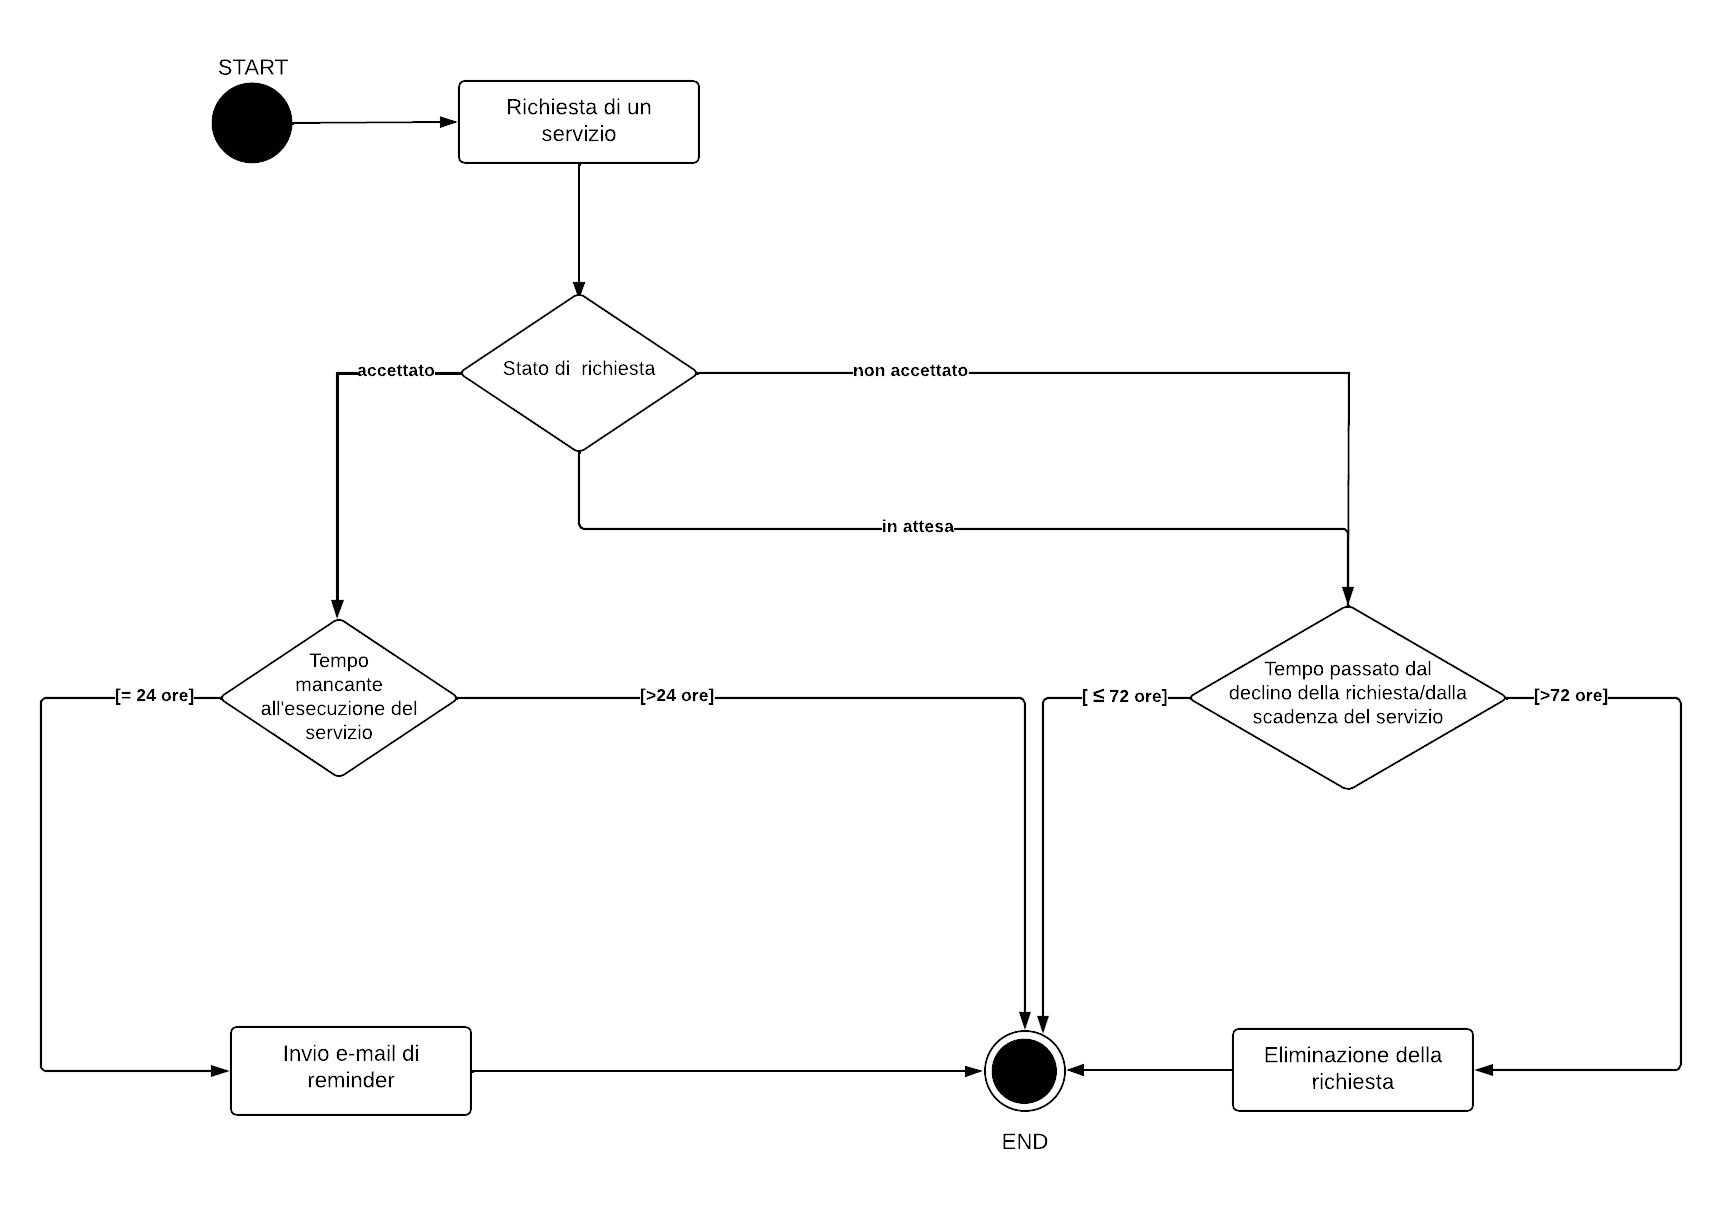 START
Richiesta di un
servizio
Stato di  richiesta
accettato
non accettato
in attesa
Tempo
mancante
all'esecuzione del
servizio
[= 24 ore]
[>24 ore]
[ ≤ 72 ore]
Tempo passato dal
declino della richiesta/dalla
scadenza del servizio
[>72 ore]
Invio e-mail di
reminder
Eliminazione della
richiesta
END